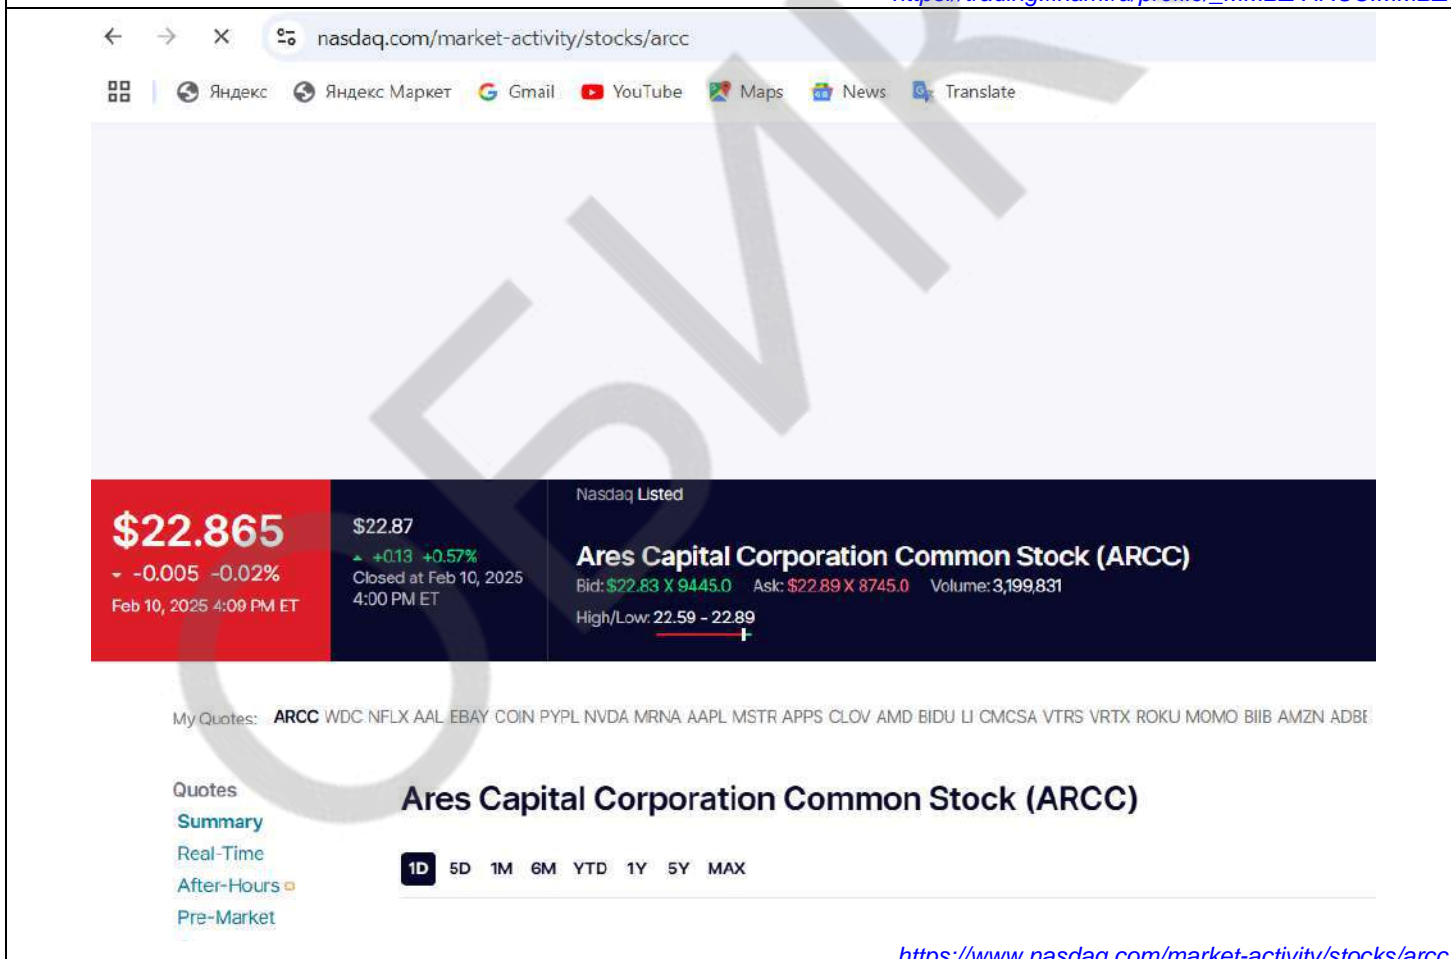 nasdaq.com/market-activity/stocks/arcc
Яндекс Яндекс Маркет Gmail YouTube Maps News Translate
ОБИК
Nasdaq Listed
$22.865
-0.005 -0.02%
Feb 10, 2025 4:09 PM ET
$22.87
+0.13 +0.57%
Closed at Feb 10, 2025
4:00 PM ET
Ares Capital Corporation Common Stock (ARCC)
Bid: $22.83 X 9445.0 Ask: $22.89 X 8745.0 Volume: 3,199,831
High/Low: 22.59 - 22.89
My Quotes: ARCC WDC NFLX AAL EBAY COIN PYPL NVDA MRNA AAPL MSTR APPS CLOV AMD BIDU LI CMCSA VTRS VRTX ROKU MOMO BIIB AMZN ADBE
Quotes
Summary
Real-Time
After-Hours
Pre-Market
Ares Capital Corporation Common Stock (ARCC)
1D 5D 1M 6M YTD 1Y 5Y MAX
https://www.nasdaq.com/market-activity/stocks/arcc